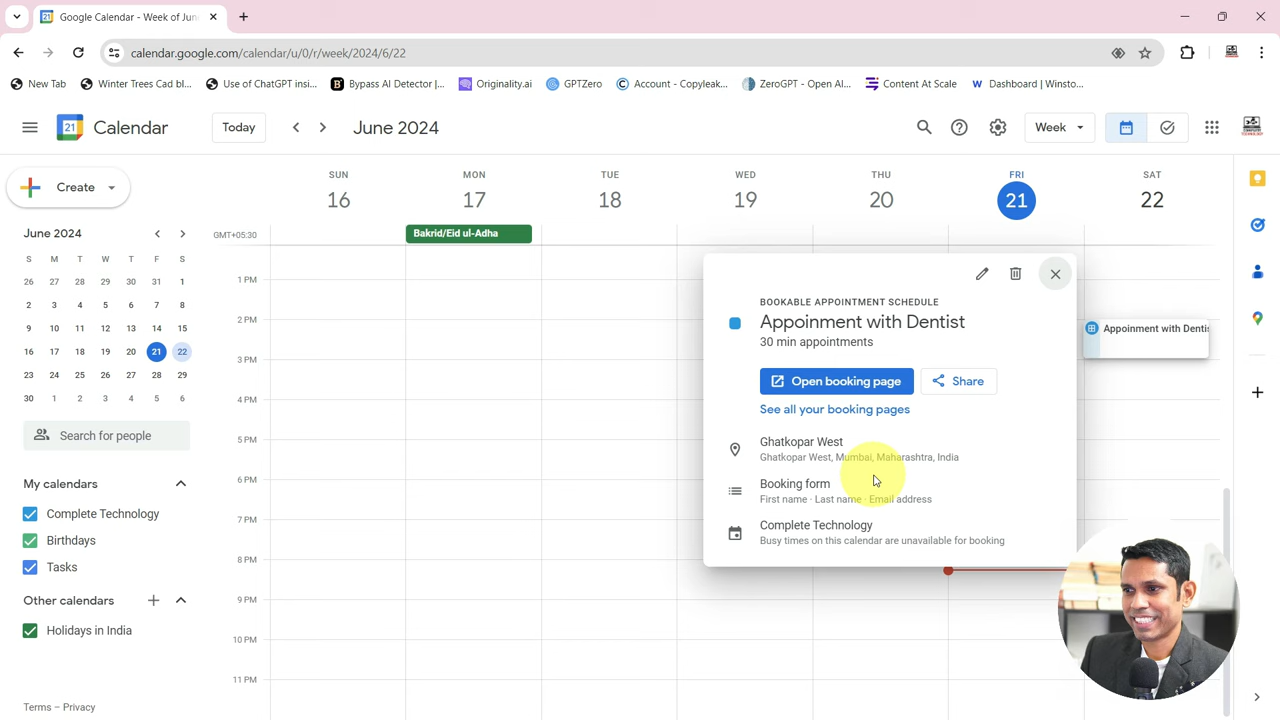 Google Calendar - Week of Jun
calendar.google.com/calendar/u/0/r/week/2024/6/22
New Tab
Winter Trees Cad bl...
Use of ChatGPT insi...
Bypass AI Detector |...
Originality.ai
GPTZero
Account - Copyleak...
ZeroGPT - Open AI...
Content At Scale
Dashboard | Winsto...
21
Calendar
Today
June 2024
Week
Create
SUN
MON
TUE
WED
THU
FRI
SAT
16
17
18
19
20
21
22
GMT+05:30
Bakrid/Eid ul-Adha
June 2024
S M T W T F S
26 27 28 29 30 31 1
2 3 4 5 6 7 8
9 10 11 12 13 14 15
16 17 18 19 20 21 22
23 24 25 26 27 28 29
30 1 2 3 4 5 6
Search for people
My calendars
Complete Technology
Birthdays
Tasks
Other calendars
Holidays in India
Terms – Privacy
1 PM
2 PM
3 PM
4 PM
5 PM
6 PM
7 PM
8 PM
9 PM
10 PM
11 PM
BOOKABLE APPOINTMENT SCHEDULE
Appoinment with Dentist
30 min appointments
Open booking page
Share
See all your booking pages
Ghatkopar West
Ghatkopar West, Mumbai, Maharashtra, India
Booking form
First name · Last name · Email address
Complete Technology
Busy times on this calendar are unavailable for booking
Appoinment with Dentis